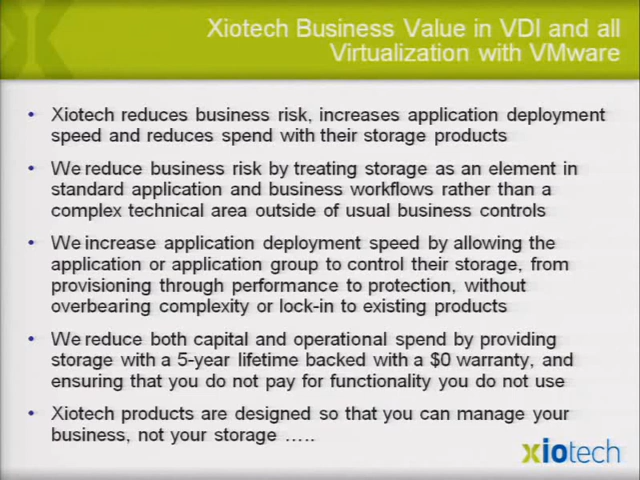 Xiotech Business Value in VDI and all
Virtualization with VMware
• Xiotech reduces business risk, increases application deployment
speed and reduces spend with their storage products
• We reduce business risk by treating storage as an element in
standard application and business workflows rather than a
complex technical area outside of usual business controls
• We increase application deployment speed by allowing the
application or application group to control their storage, from
provisioning through performance to protection, without
overbearing complexity or lock-in to existing products
• We reduce both capital and operational spend by providing
storage with a 5-year lifetime backed with a $0 warranty, and
ensuring that you do not pay for functionality you do not use
• Xiotech products are designed so that you can manage your
business, not your storage …..
xiotech